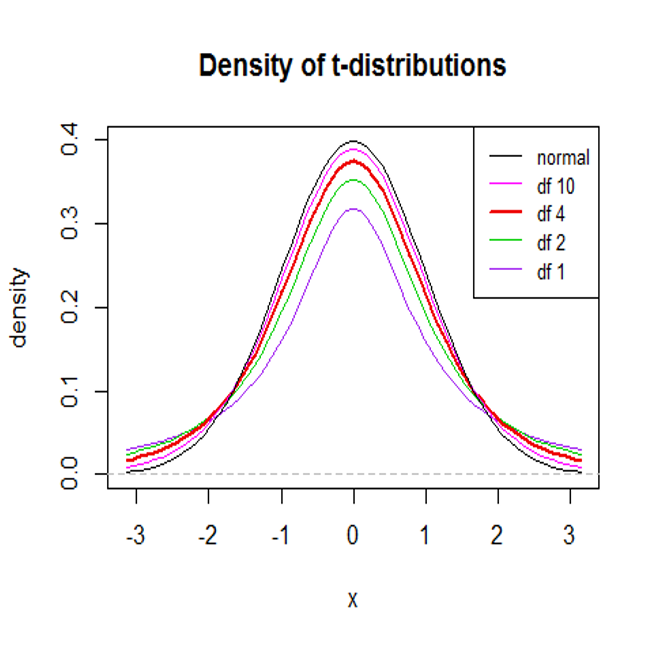 Density of t-distributions
density
0.4
0.3
0.2
0.1
0.0
normal
df 10
df 4
df 2
df 1
-3 -2 -1 0 1 2 3
x